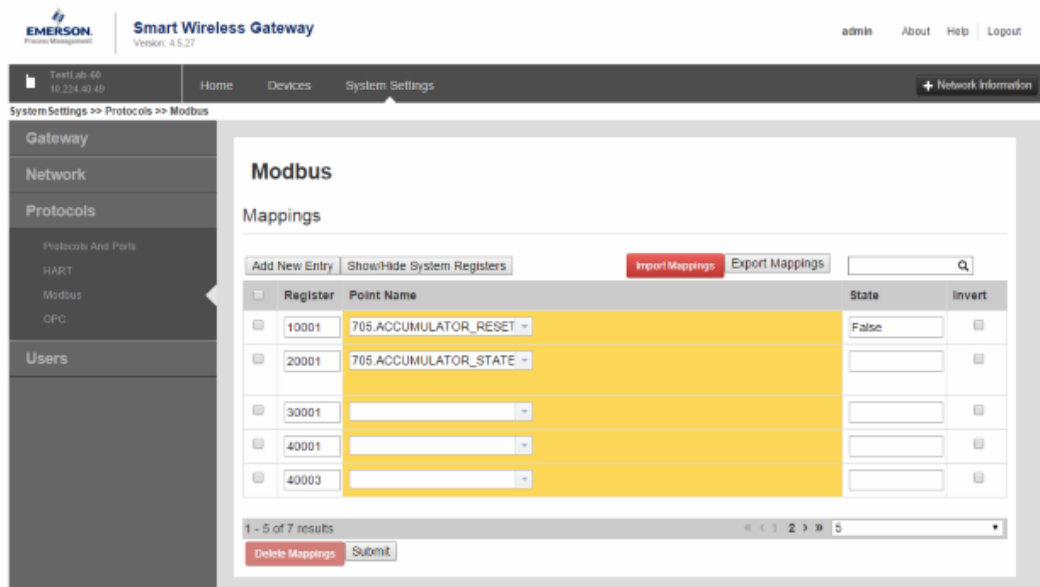 EMERSON.
Process Management
Smart Wireless Gateway
Version: 4.5.27
admin About Help Logout
TestLab-60
10.224.40.49
Home Devices System Settings
+ Network Information
System Settings >> Protocols >> Modbus
Gateway
Network
Protocols
Protocols And Ports
HART
Modbus
OPC
Users
Modbus
Mappings
Add New Entry Show/Hide System Registers Import Mappings Export Mappings
Register Point Name State Invert
10001 705.ACCUMULATOR_RESET False
20001 705.ACCUMULATOR_STATE
30001
40001
40003
1 - 5 of 7 results « ‹ 1 2 › » 5
Delete Mappings Submit